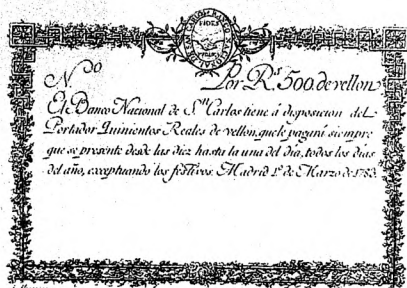 No Por Rs 500. de vellon
El Banco Nacional de Sn Carlos tiene á disposicion del
Portador Quinientos Reales de vellon, que le pagará siempre
que se presente desde las diez hasta la una del dia, todos los dias
del año, exceptuando los festivos. Madrid 1º de Marzo de 178